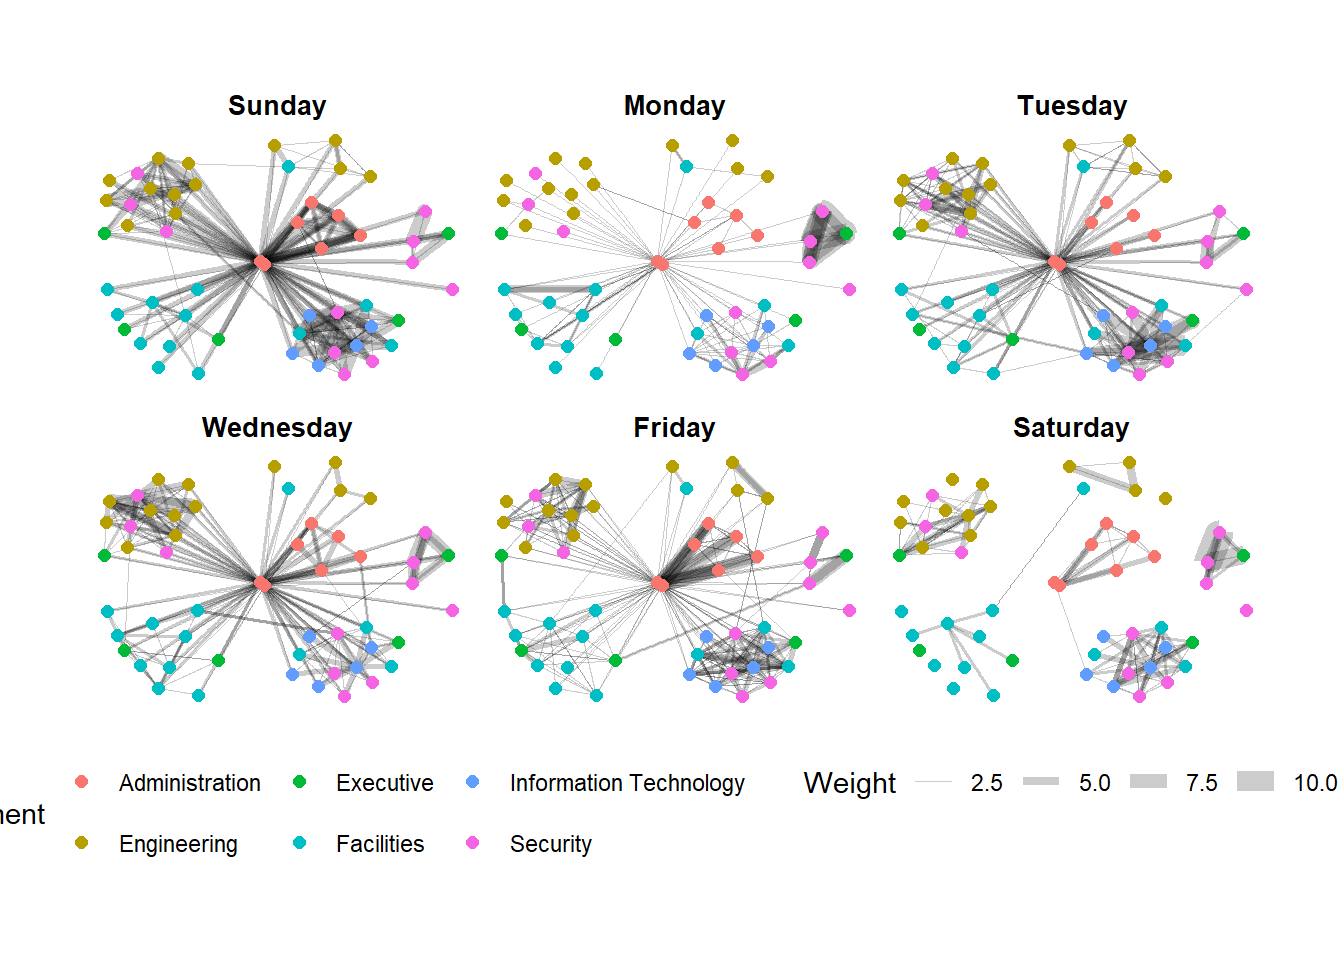 Sunday Monday Tuesday
Wednesday Friday Saturday
Administration Executive Information Technology Weight 2.5 5.0 7.5 10.0
Engineering Facilities Security